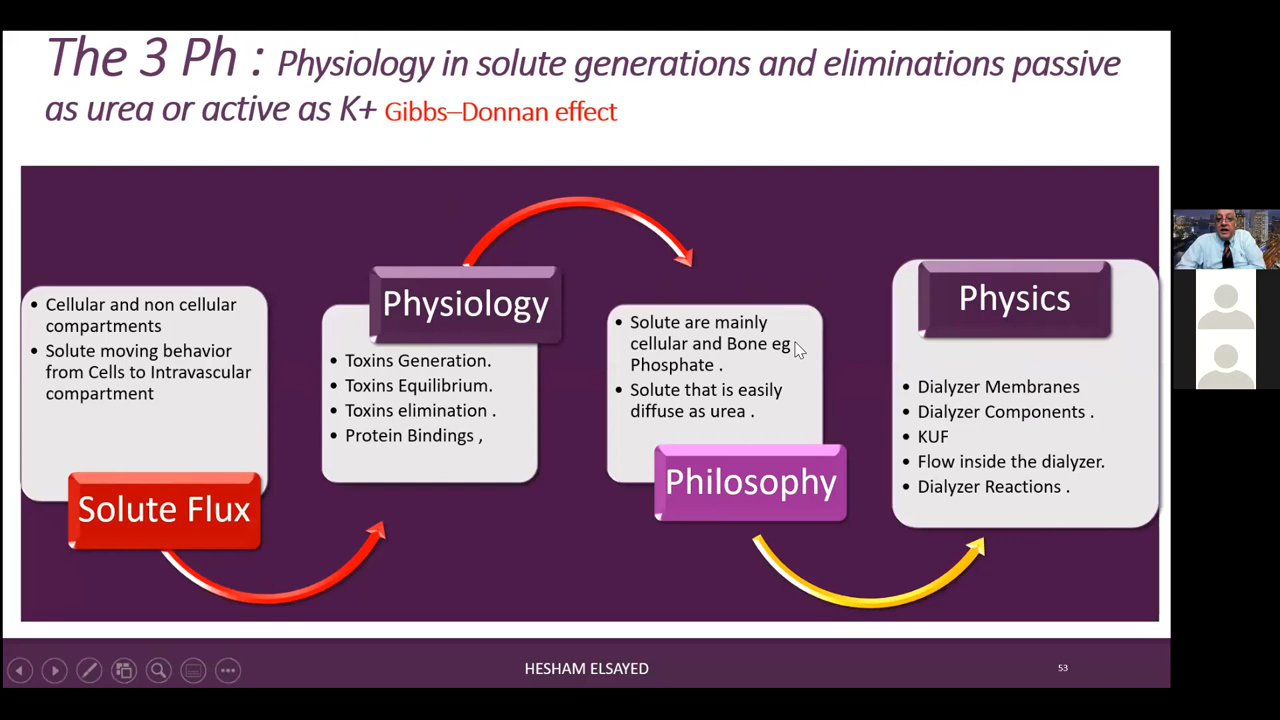 The 3 Ph : Physiology in solute generations and eliminations passive
as urea or active as K+ Gibbs–Donnan effect
• Cellular and non cellular
compartments
• Solute moving behavior
from Cells to Intravascular
compartment
Solute Flux
Physiology
• Toxins Generation.
• Toxins Equilibrium.
• Toxins elimination .
• Protein Bindings ,
• Solute are mainly
cellular and Bone eg
Phosphate .
• Solute that is easily
diffuse as urea .
Philosophy
Physics
• Dialyzer Membranes
• Dialyzer Components .
• KUF
• Flow inside the dialyzer.
• Dialyzer Reactions .
HESHAM ELSAYED
53